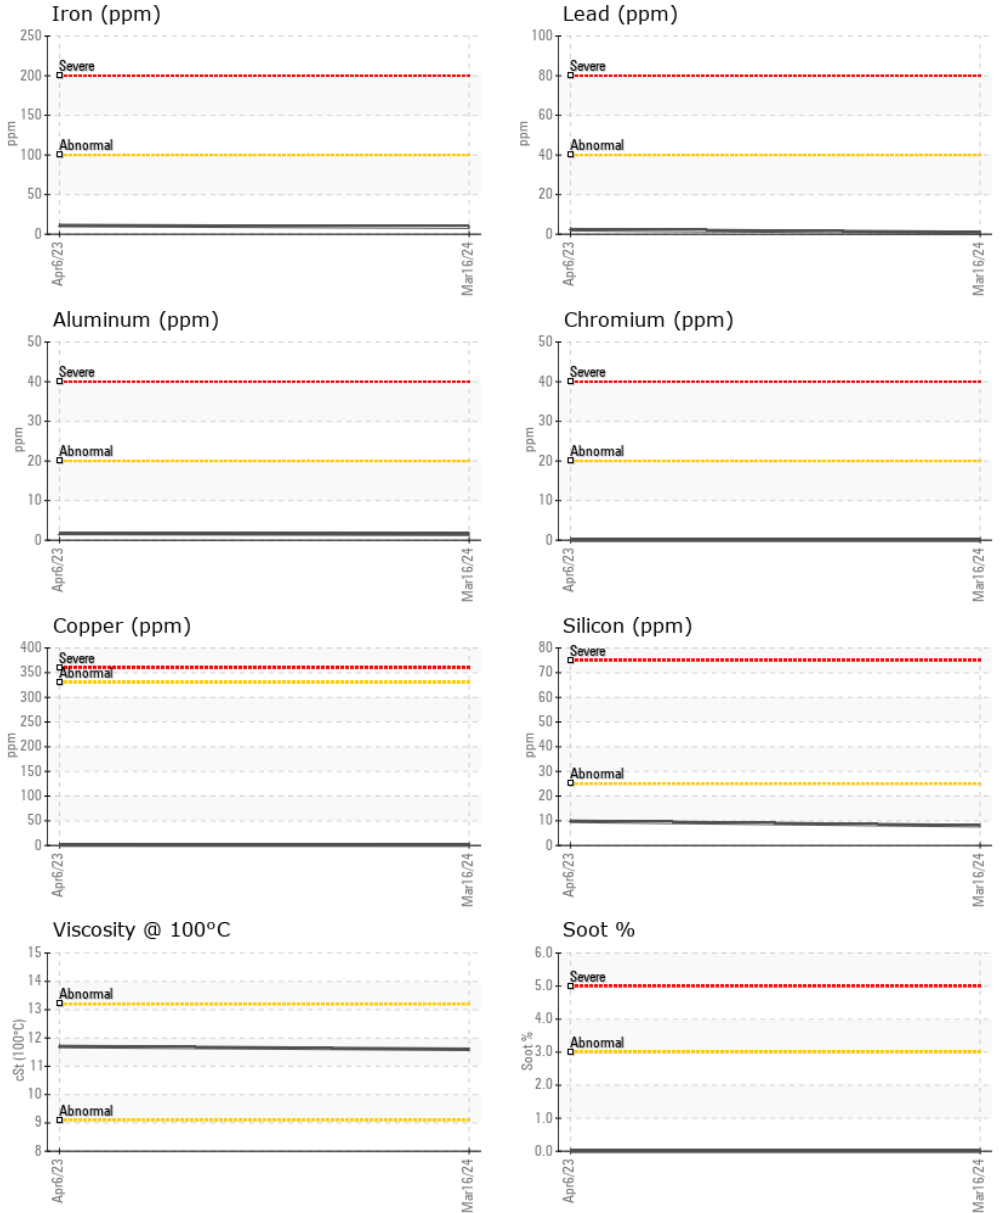 Iron (ppm)
250
200
150
100
50
0
ppm
Severe
Abnormal
Apr6/23
Mar16/24
Lead (ppm)
100
80
60
40
20
0
ppm
Severe
Abnormal
Apr6/23
Mar16/24
Aluminum (ppm)
50
40
30
20
10
0
ppm
Severe
Abnormal
Apr6/23
Mar16/24
Chromium (ppm)
50
40
30
20
10
0
ppm
Severe
Abnormal
Apr6/23
Mar16/24
Copper (ppm)
400
350
300
250
200
150
100
50
0
ppm
Severe
Abnormal
Apr6/23
Mar16/24
Silicon (ppm)
80
70
60
50
40
30
20
10
0
ppm
Severe
Abnormal
Apr6/23
Mar16/24
Viscosity @ 100°C
15
14
13
12
11
10
9
8
cSt (100°C)
Abnormal
Abnormal
Apr6/23
Mar16/24
Soot %
6.0
5.0
4.0
3.0
2.0
1.0
0.0
Soot %
Severe
Abnormal
Apr6/23
Mar16/24